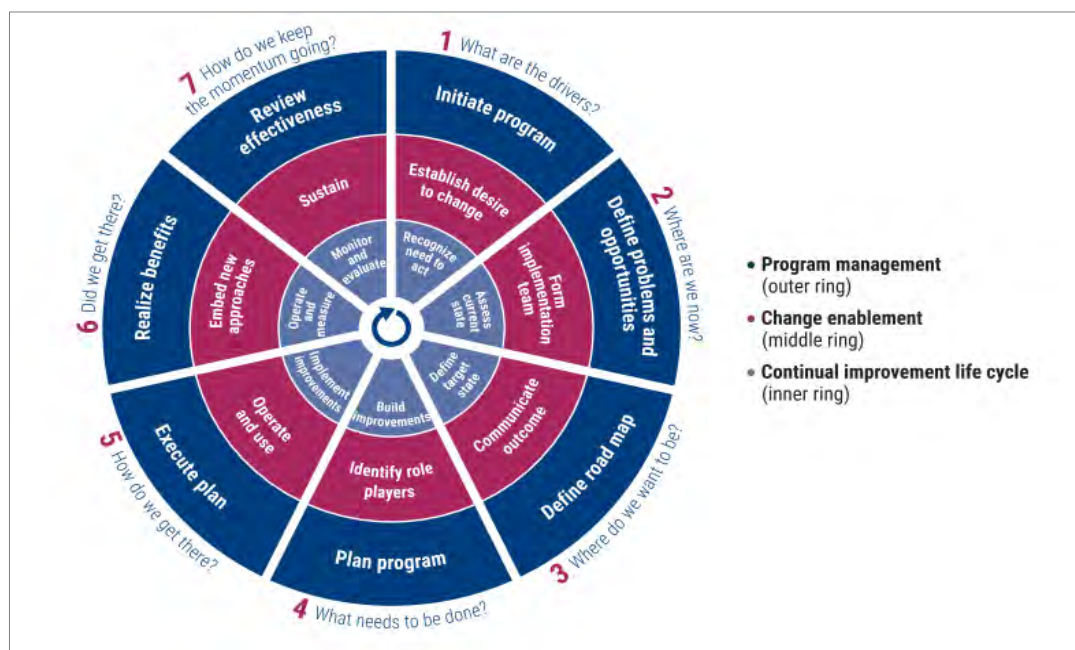 1 What are the drivers?
Initiate program
Establish desire
to change
Recognize
need to
act
2 Where are we now?
Define problems and
opportunities
Form
implementation
team
Assess
current
state
3 Where do we want to be?
Define road map
Communicate
outcome
Define
target
state
4 What needs to be done?
Plan program
Identify role
players
Build
improvements
5 How do we get there?
Execute plan
Operate
and use
Implement
improvements
6 Did we get there?
Realize benefits
Embed new
approaches
Operate
and
measure
7 How do we keep
the momentum going?
Review
effectiveness
Sustain
Monitor
and
evaluate
• Program management
(outer ring)
• Change enablement
(middle ring)
• Continual improvement life cycle
(inner ring)